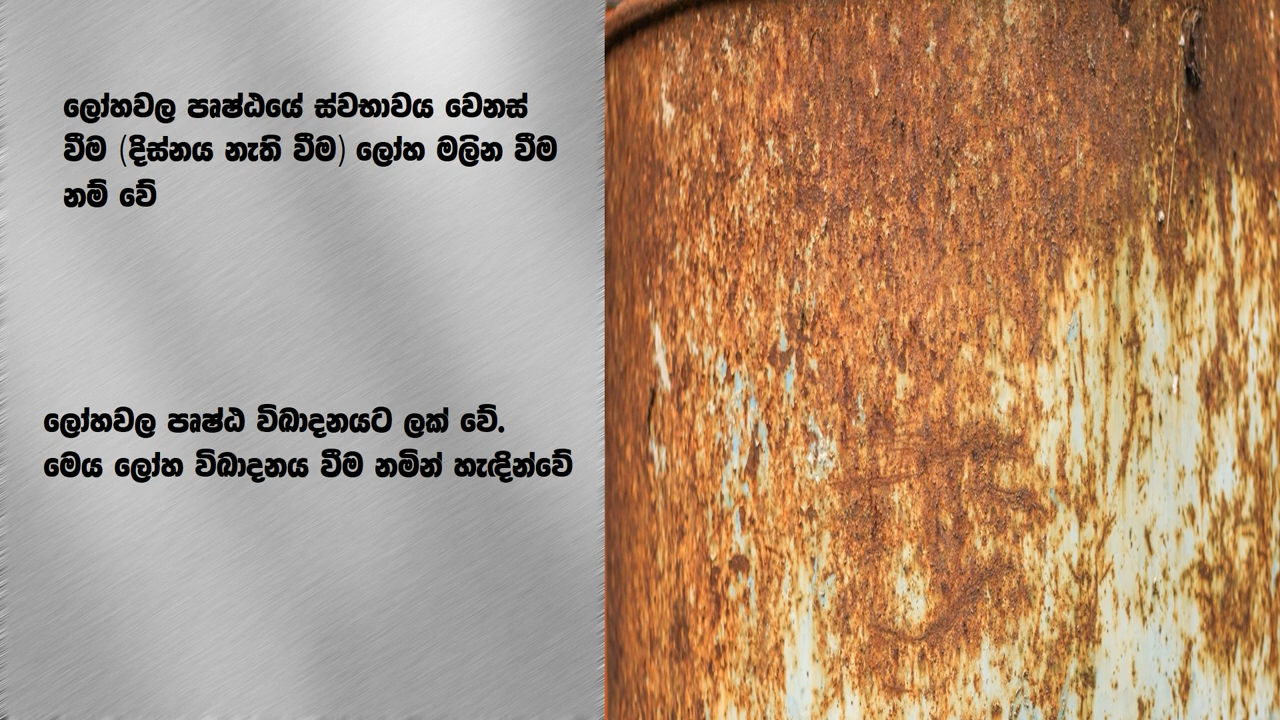 ලෝහවල පෘෂ්ඨයේ ස්වභාවය වෙනස්
වීම (දිස්නය නැති වීම) ලෝහ මලින වීම
නම් වේ
ලෝහවල පෘෂ්ඨ විඛාදනයට ලක් වේ.
මෙය ලෝහ විඛාදනය වීම නමින් හැඳින්වේ